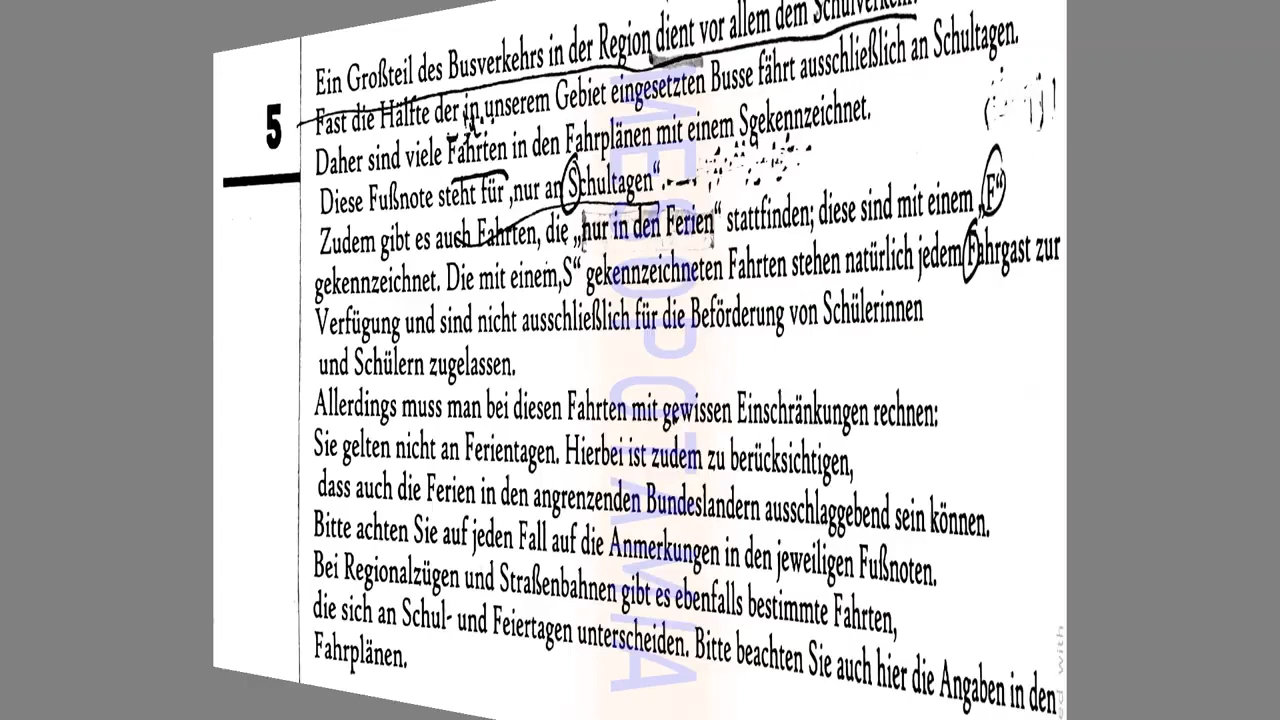 Ein Großteil des Busverkehrs in der Region dient vor allem dem Schulverkehr.
5
Fast die Hälfte der in unserem Gebiet eingesetzten Busse fährt ausschließlich an Schultagen.
Daher sind viele Fahrten in den Fahrplänen mit einem Sgekennzeichnet.
Diese Fußnote steht für ‚nur an Schultagen“.
Zudem gibt es auch Fahrten, die „nur in den Ferien“ stattfinden; diese sind mit einem „F“
gekennzeichnet. Die mit einem‚S“ gekennzeichneten Fahrten stehen natürlich jedem Fahrgast zur
Verfügung und sind nicht ausschließlich für die Beförderung von Schülerinnen
und Schülern zugelassen.
Allerdings muss man bei diesen Fahrten mit gewissen Einschränkungen rechnen:
Sie gelten nicht an Ferientagen. Hierbei ist zudem zu berücksichtigen,
dass auch die Ferien in den angrenzenden Bundeslandern ausschlaggebend sein können.
Bitte achten Sie auf jeden Fall auf die Anmerkungen in den jeweiligen Fußnoten.
Bei Regionalzügen und Straßenbahnen gibt es ebenfalls bestimmte Fahrten,
die sich an Schul- und Feiertagen unterscheiden. Bitte beachten Sie auch hier die Angaben in den
Fahrplänen.
MESOPOTAMIA
with